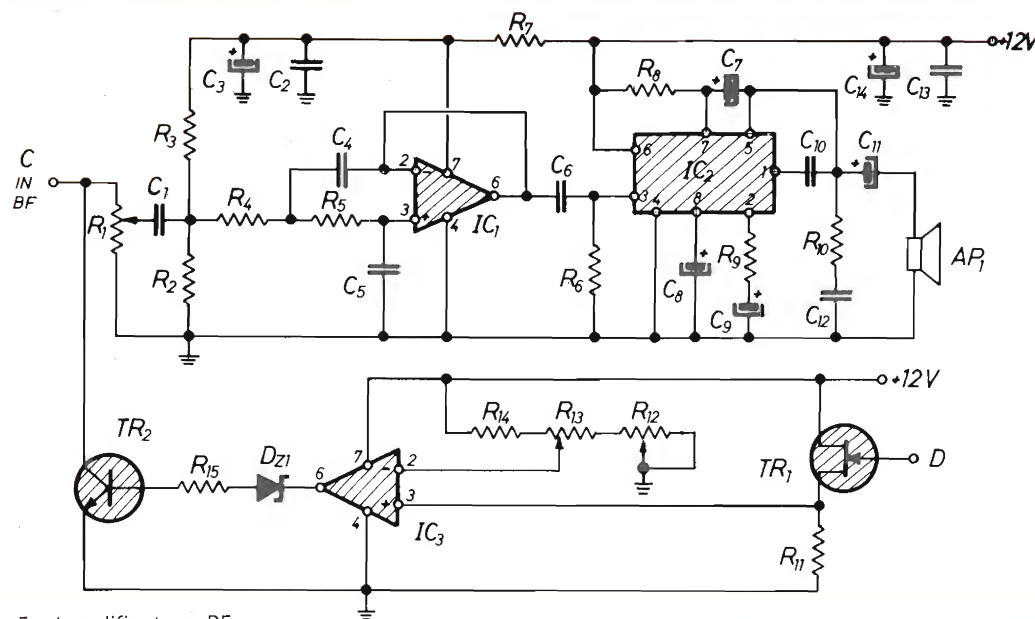 R7
+12V
C3
C2
R8
C7
C14
C13
R3
C4
C
IN
BF
C1
R4
R5
2
7
6
3
4
IC1
C6
6
7
5
3
IC2
1
4
8
2
C10
C11
R1
R2
C5
R6
C8
R9
C9
R10
C12
AP1
+12V
TR2
R14
R13
R12
TR1
D
R15
DZ1
6
7
2
3
4
IC3
R11